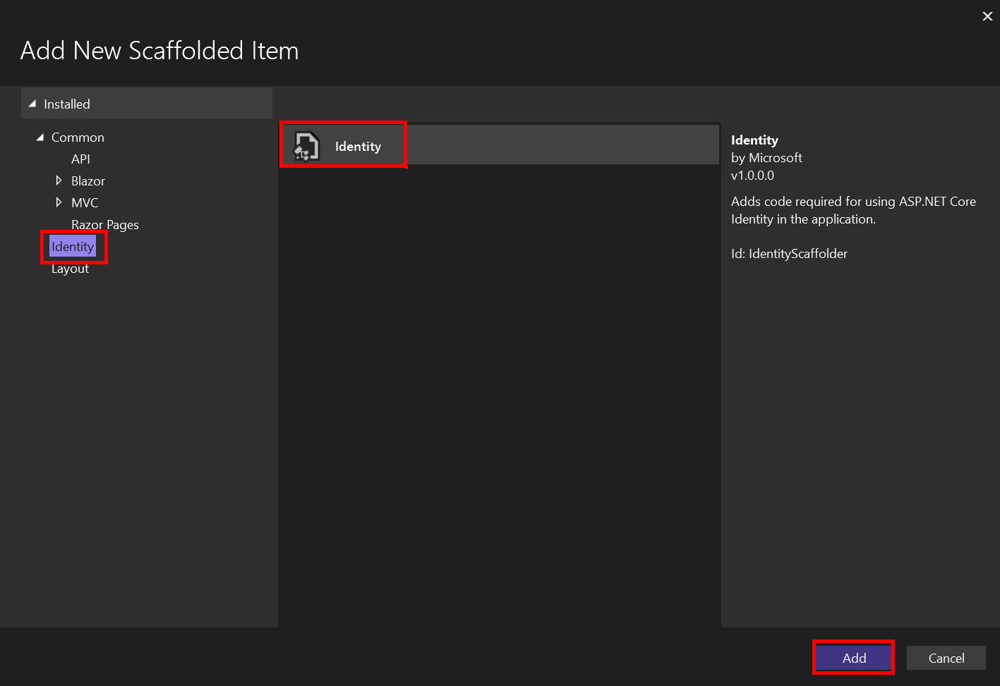 Add New Scaffolded Item
Installed
Common
API
Blazor
MVC
Razor Pages
Identity
Layout
Identity
Identity
by Microsoft
v1.0.0.0
Adds code required for using ASP.NET Core
Identity in the application.
Id: IdentityScaffolder
Add
Cancel